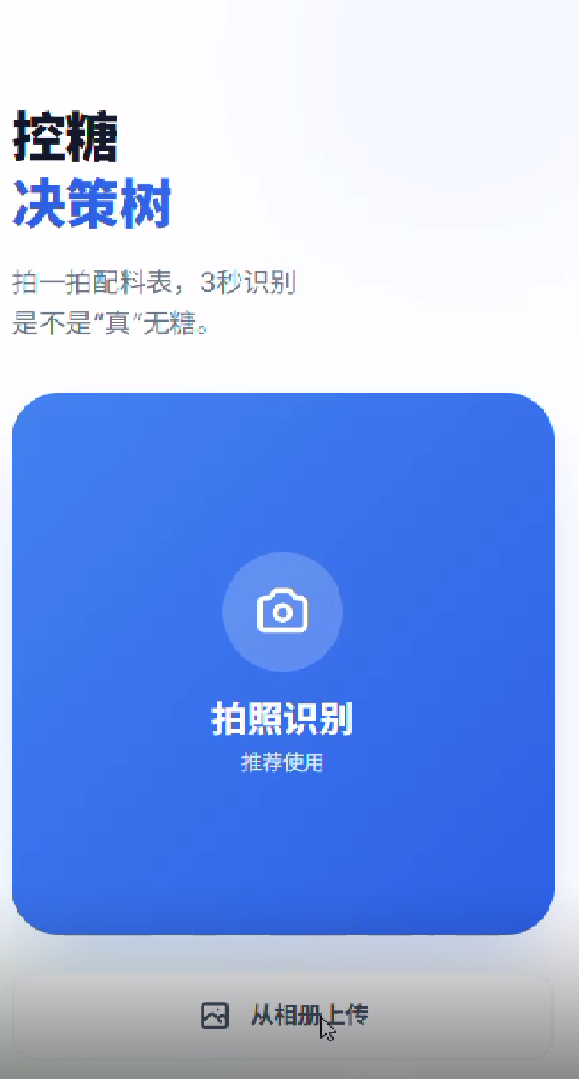 控糖
决策树
拍一拍配料表，3秒识别
是不是“真”无糖。
拍照识别
推荐使用
从相册上传